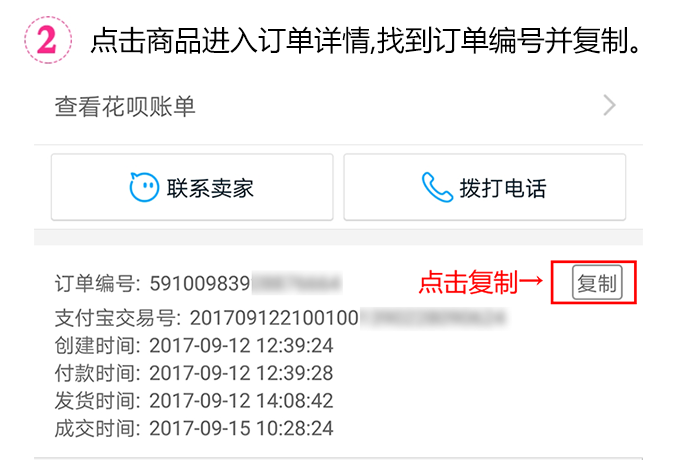 2 点击商品进入订单详情,找到订单编号并复制。
查看花呗账单
联系卖家 拨打电话
订单编号: 591009839 点击复制→ 复制
支付宝交易号: 201709122100100
创建时间: 2017-09-12 12:39:24
付款时间: 2017-09-12 12:39:28
发货时间: 2017-09-12 14:08:42
成交时间: 2017-09-15 10:28:24